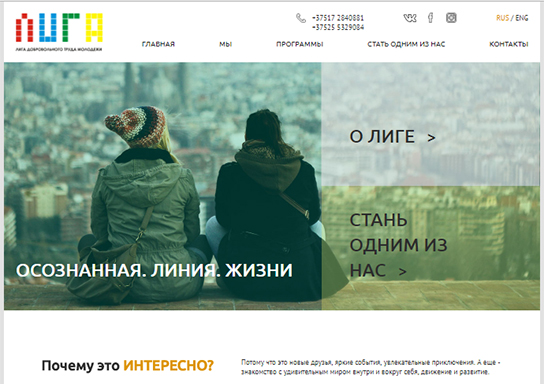 ЛИГА
ЛИГА ДОБРОВОЛЬНОГО ТРУДА МОЛОДЕЖИ
+37517 2840881
+37525 5329084
RUS / ENG
ГЛАВНАЯ МЫ ПРОГРАММЫ СТАТЬ ОДНИМ ИЗ НАС КОНТАКТЫ
О ЛИГЕ >
СТАНЬ
ОДНИМ ИЗ
НАС >
ОСОЗНАННАЯ. ЛИНИЯ. ЖИЗНИ
Почему это ИНТЕРЕСНО?
Потому что это новые друзья, яркие события, увлекательные приключения. А еще -
знакомство с удивительным миром внутри и вокруг себя, движение и развитие.